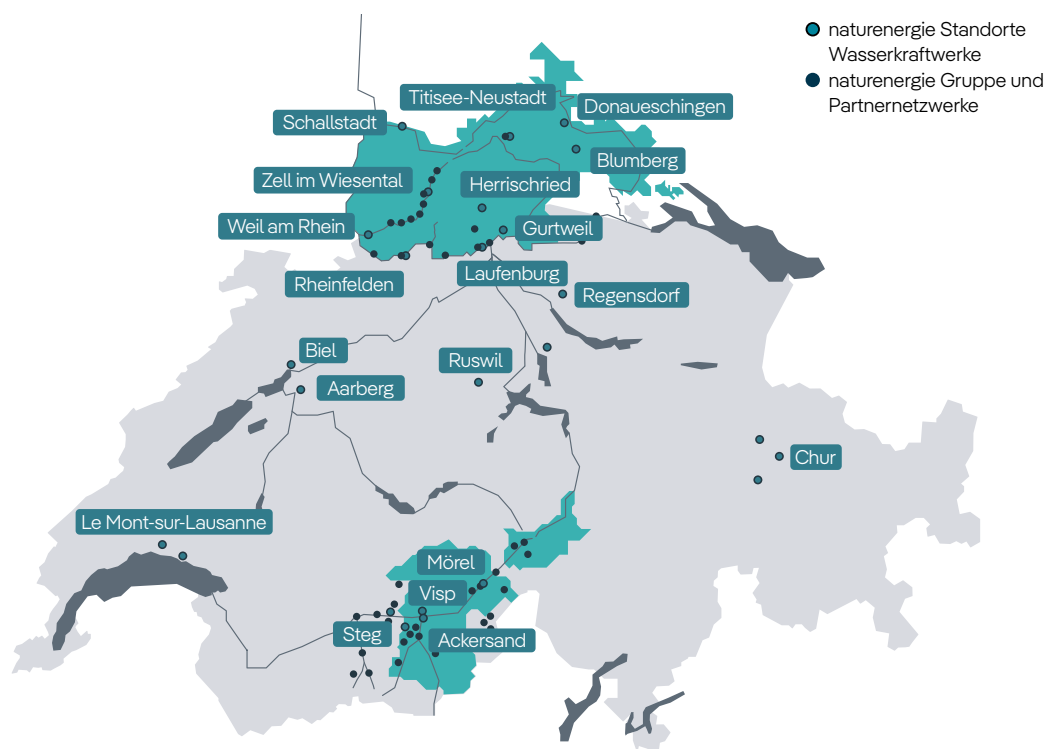 naturenergie Standorte
Wasserkraftwerke
naturenergie Gruppe und
Partnernetzwerke
Titisee-Neustadt
Donaueschingen
Schallstadt
Blumberg
Zell im Wiesental
Herrischried
Weil am Rhein
Gurtweil
Laufenburg
Rheinfelden
Regensdorf
Biel
Ruswil
Aarberg
Chur
Le Mont-sur-Lausanne
Mörel
Visp
Steg
Ackersand